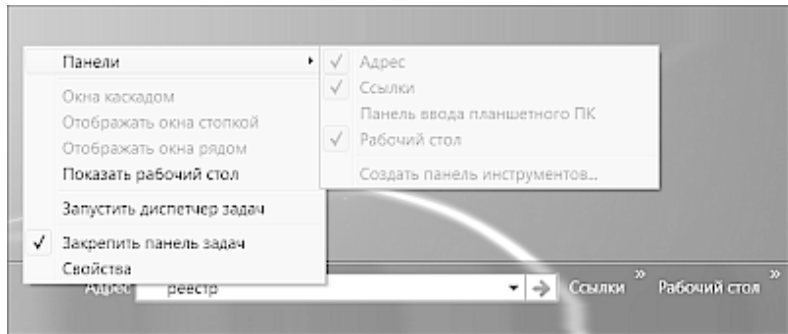 Панели
Окна каскадом
Отображать окна стопкой
Отображать окна рядом
Показать рабочий стол
Запустить диспетчер задач
Закрепить панель задач
Свойства
Адрес
Ссылки
Панель ввода планшетного ПК
Рабочий стол
Создать панель инструментов...
Адрес реестр Ссылки » Рабочий стол »